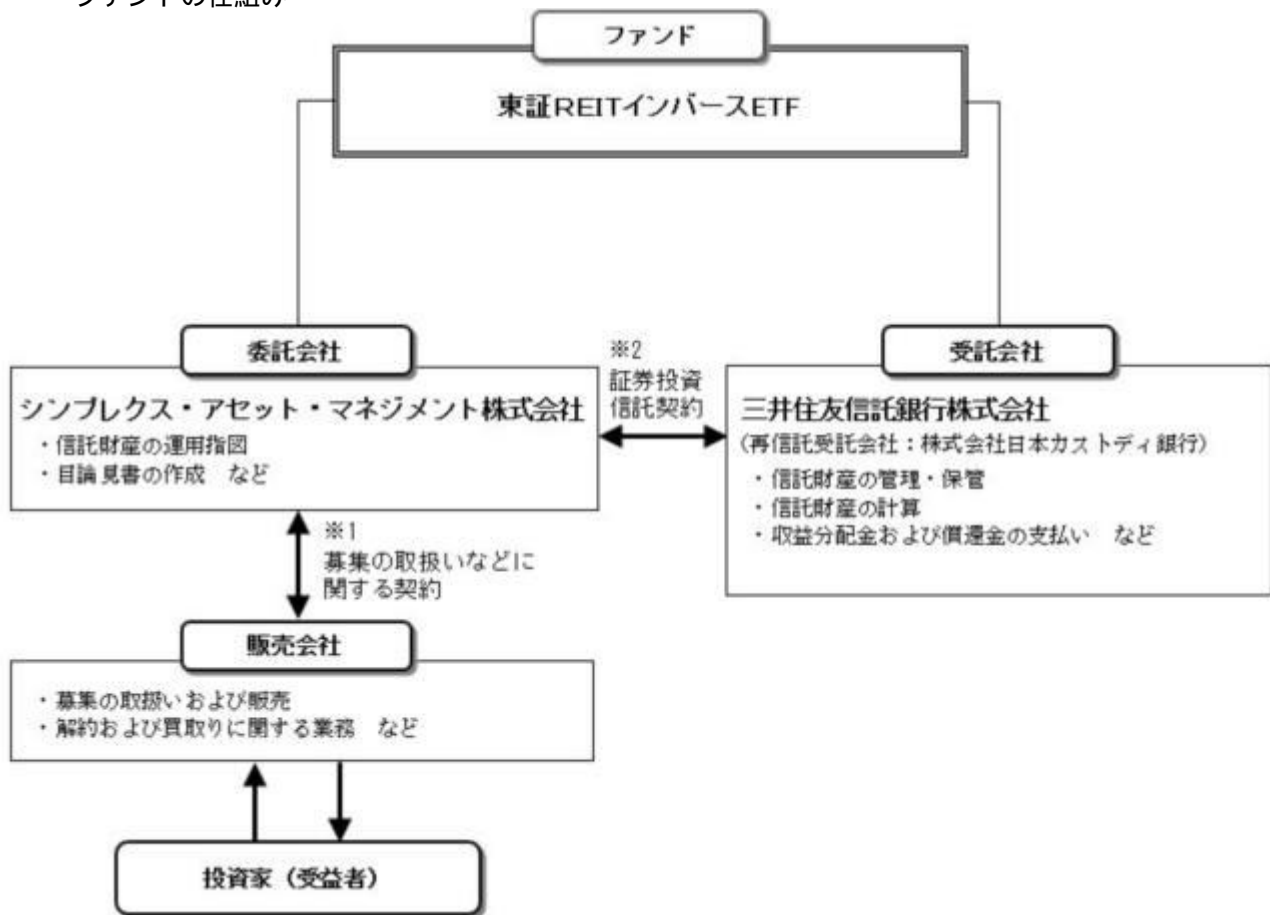 ファンドの仕組み
ファンド
東証REITインバースETF
委託会社
シンプレクス・アセット・マネジメント株式会社
・信託財産の運用指図
・目論見書の作成　など
※2
証券投資
信託契約
受託会社
三井住友信託銀行株式会社
(再信託受託会社：株式会社日本カストディ銀行)
・信託財産の管理・保管
・信託財産の計算
・収益分配金および償還金の支払い　など
※1
募集の取扱いなどに
関する契約
販売会社
・募集の取扱いおよび販売
・解約および買取りに関する業務　など
投資家（受益者）